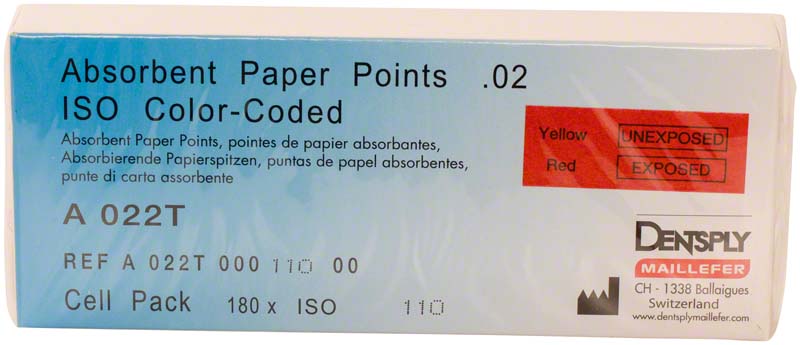 Absorbent Paper Points .02
ISO Color-Coded
Absorbent Paper Points, pointes de papier absorbantes,
Absorbierende Papierspitzen, puntas de papel absorbentes,
punte di carta assorbente
A 022T
REF A 022T 000 110 00
Cell Pack 180 x ISO 110
Yellow UNEXPOSED
Red EXPOSED
DENTSPLY
MAILLEFER
CH - 1338 Ballaigues
Switzerland
www.dentsplymaillefer.com